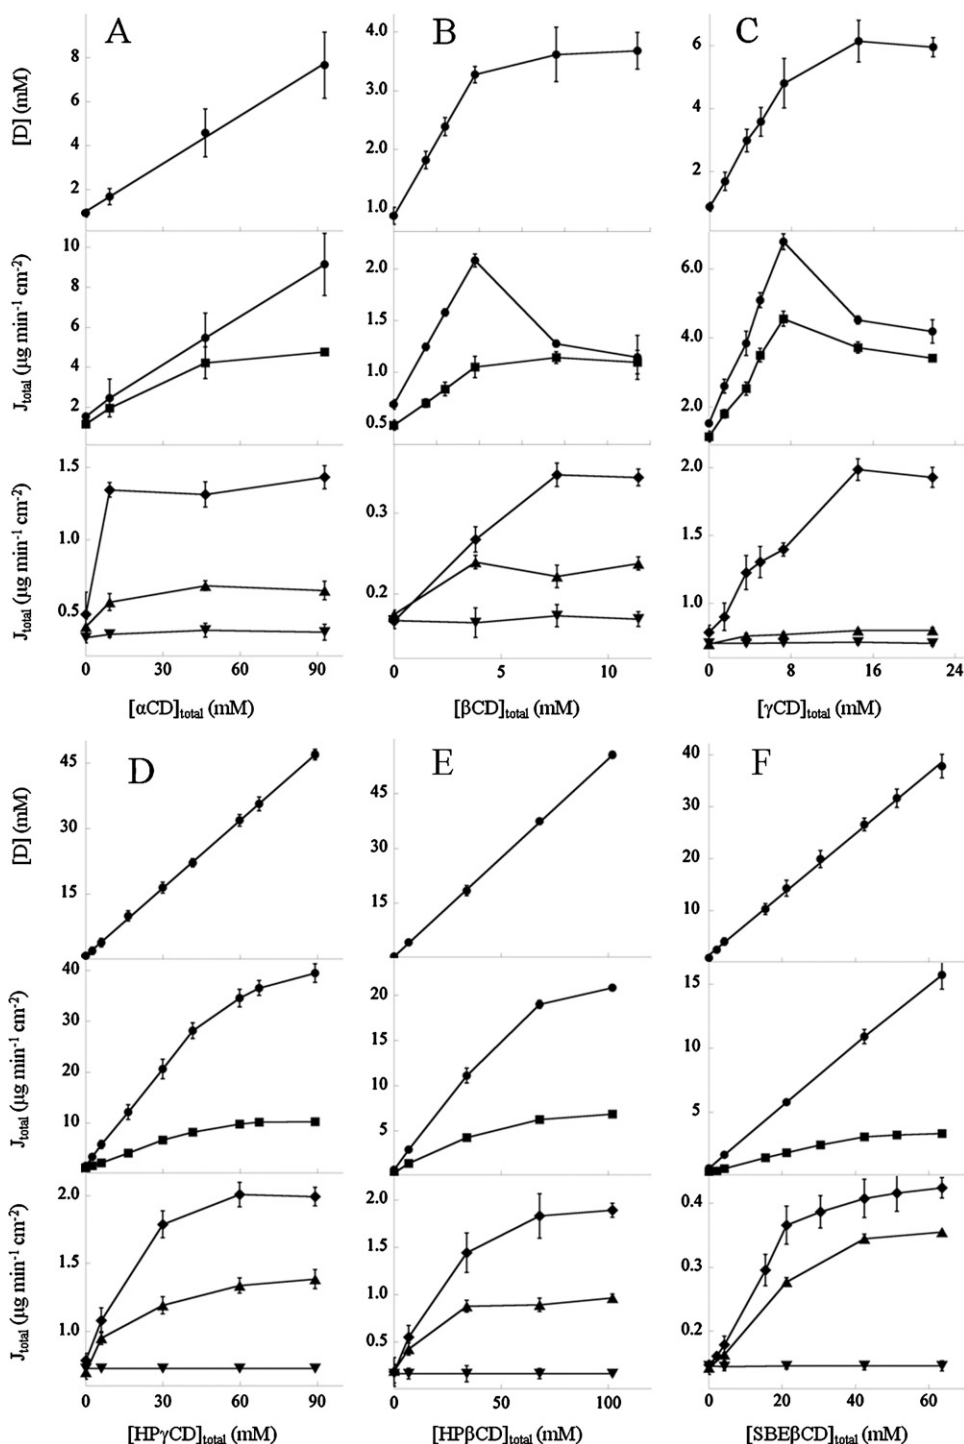 A
B
C
[D] (mM)
8
6
4
2
4.0
3.0
2.0
1.0
6
4
2
J_total (μg min⁻¹ cm⁻²)
10
8
6
4
2
2.0
1.5
1.0
0.5
6.0
4.0
2.0
J_total (μg min⁻¹ cm⁻²)
1.5
1.0
0.5
0.3
0.2
2.0
1.5
1.0
0 30 60 90
0 5 10
0 8 16 24
[αCD]total (mM)
[βCD]total (mM)
[γCD]total (mM)
D
E
F
[D] (mM)
45
30
15
45
30
15
40
30
20
10
J_total (μg min⁻¹ cm⁻²)
40
30
20
10
20
15
10
5
15
10
5
J_total (μg min⁻¹ cm⁻²)
2.0
1.5
1.0
2.0
1.5
1.0
0.5
0.4
0.3
0.2
0 30 60 90
0 50 100
0 20 40 60
[HPγCD]total (mM)
[HPβCD]total (mM)
[SBEβCD]total (mM)